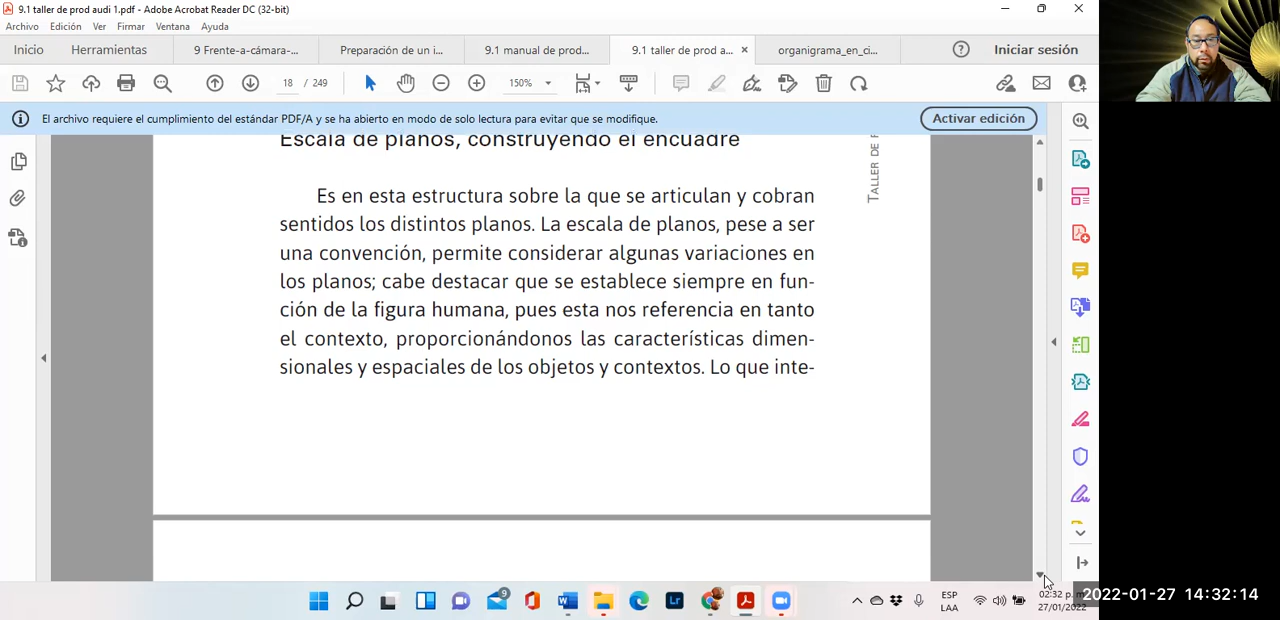 9.1 taller de prod audi 1.pdf - Adobe Acrobat Reader DC (32-bit)
Archivo Edición Ver Firmar Ventana Ayuda
Inicio Herramientas 9 Frente-a-cámara-... Preparación de un i... 9.1 manual de prod... 9.1 taller de prod a... organigrama_en_ci... Iniciar sesión
18 / 249 150%
El archivo requiere el cumplimiento del estándar PDF/A y se ha abierto en modo de solo lectura para evitar que se modifique. Activar edición
Escala de planos, construyendo el encuadre
TALLER DE
Es en esta estructura sobre la que se articulan y cobran
sentidos los distintos planos. La escala de planos, pese a ser
una convención, permite considerar algunas variaciones en
los planos; cabe destacar que se establece siempre en fun-
ción de la figura humana, pues esta nos referencia en tanto
el contexto, proporcionándonos las características dimen-
sionales y espaciales de los objetos y contextos. Lo que inte-
9
Lr
ESP
LAA
02:32 p. m.
27/01/2022
2022-01-27 14:32:14